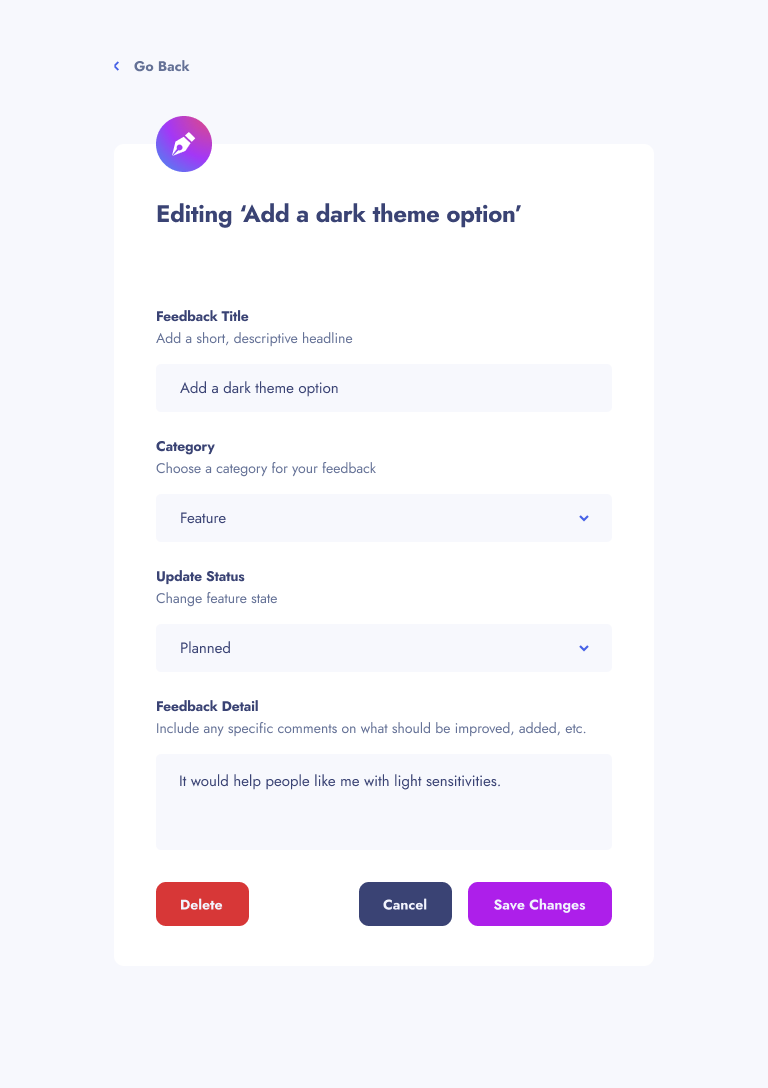 Go Back
Editing ‘Add a dark theme option’
Feedback Title
Add a short, descriptive headline
Add a dark theme option
Category
Choose a category for your feedback
Feature
Update Status
Change feature state
Planned
Feedback Detail
Include any specific comments on what should be improved, added, etc.
It would help people like me with light sensitivities.
Delete
Cancel
Save Changes